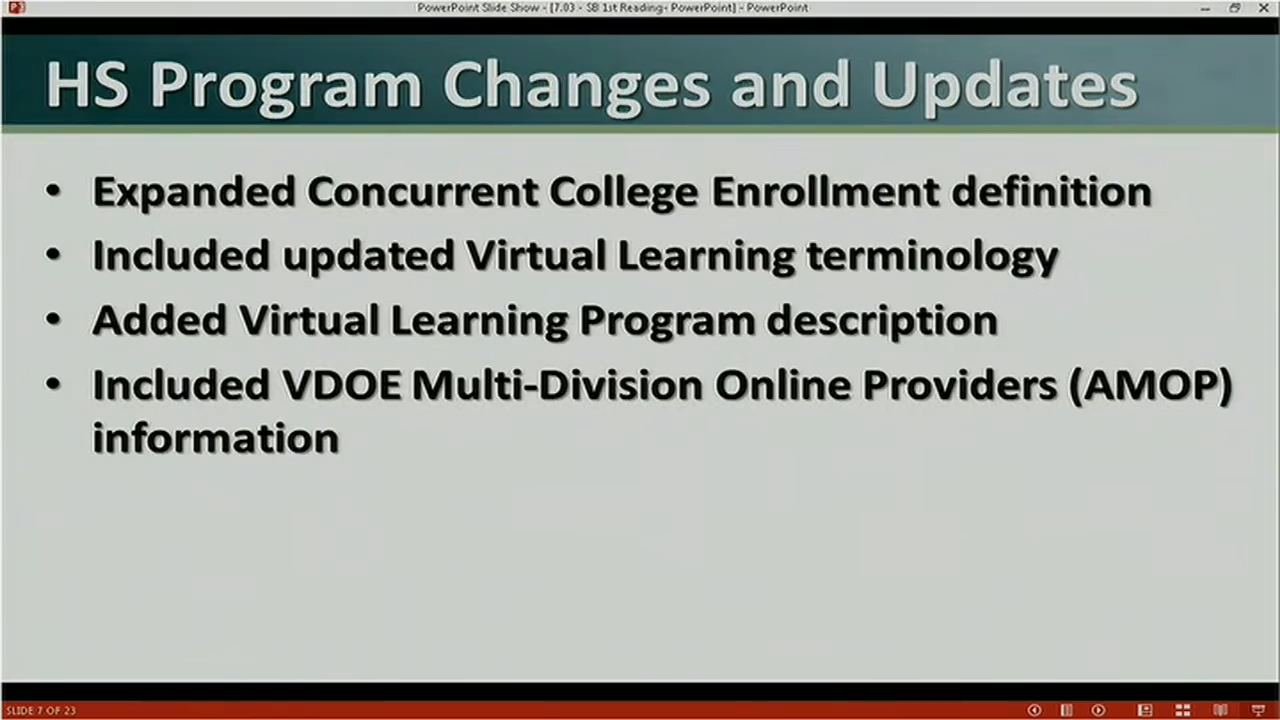 PowerPoint Slide Show - [7.03 - SB 1st Reading- PowerPoint] - PowerPoint
HS Program Changes and Updates
• Expanded Concurrent College Enrollment definition
• Included updated Virtual Learning terminology
• Added Virtual Learning Program description
• Included VDOE Multi-Division Online Providers (AMOP)
information
SLIDE 7 OF 23